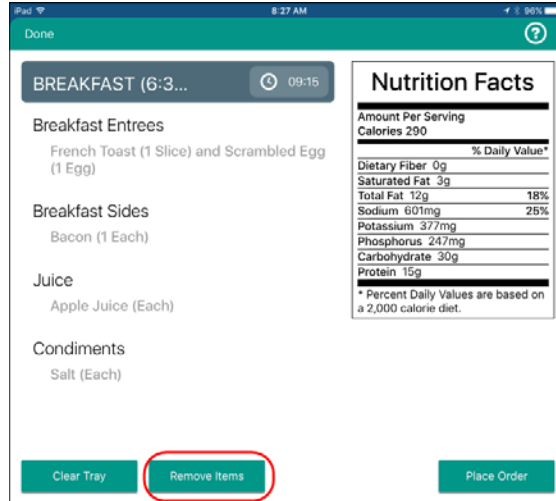 iPad 8:27 AM 96%
Done ?
BREAKFAST (6:3... 09:15
Breakfast Entrees
French Toast (1 Slice) and Scrambled Egg
(1 Egg)
Breakfast Sides
Bacon (1 Each)
Juice
Apple Juice (Each)
Condiments
Salt (Each)
Nutrition Facts
Amount Per Serving
Calories 290
% Daily Value*
Dietary Fiber 0g
Saturated Fat 3g
Total Fat 12g 18%
Sodium 601mg 25%
Potassium 377mg
Phosphorus 247mg
Carbohydrate 30g
Protein 15g
* Percent Daily Values are based on
a 2,000 calorie diet.
Clear Tray Remove Items Place Order